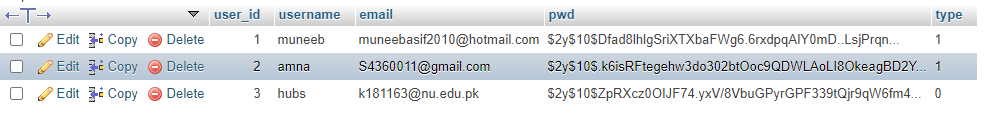 user_id username email pwd type
Edit Copy Delete 1 muneeb muneebasif2010@hotmail.com $2y$10$Dfad8lhlgSriXTXbaFWg6.6rxdpqAlY0mD..LsjPrqn... 1
Edit Copy Delete 2 amna S4360011@gmail.com $2y$10$.k6isRFtegehw3do302btOoc9QDWLAoLI8OkeagBD2Y... 1
Edit Copy Delete 3 hubs k181163@nu.edu.pk $2y$10$ZpRXcz0OlJF74.yxV/8VbuGPyrGPF339tQjr9qW6fm4... 0